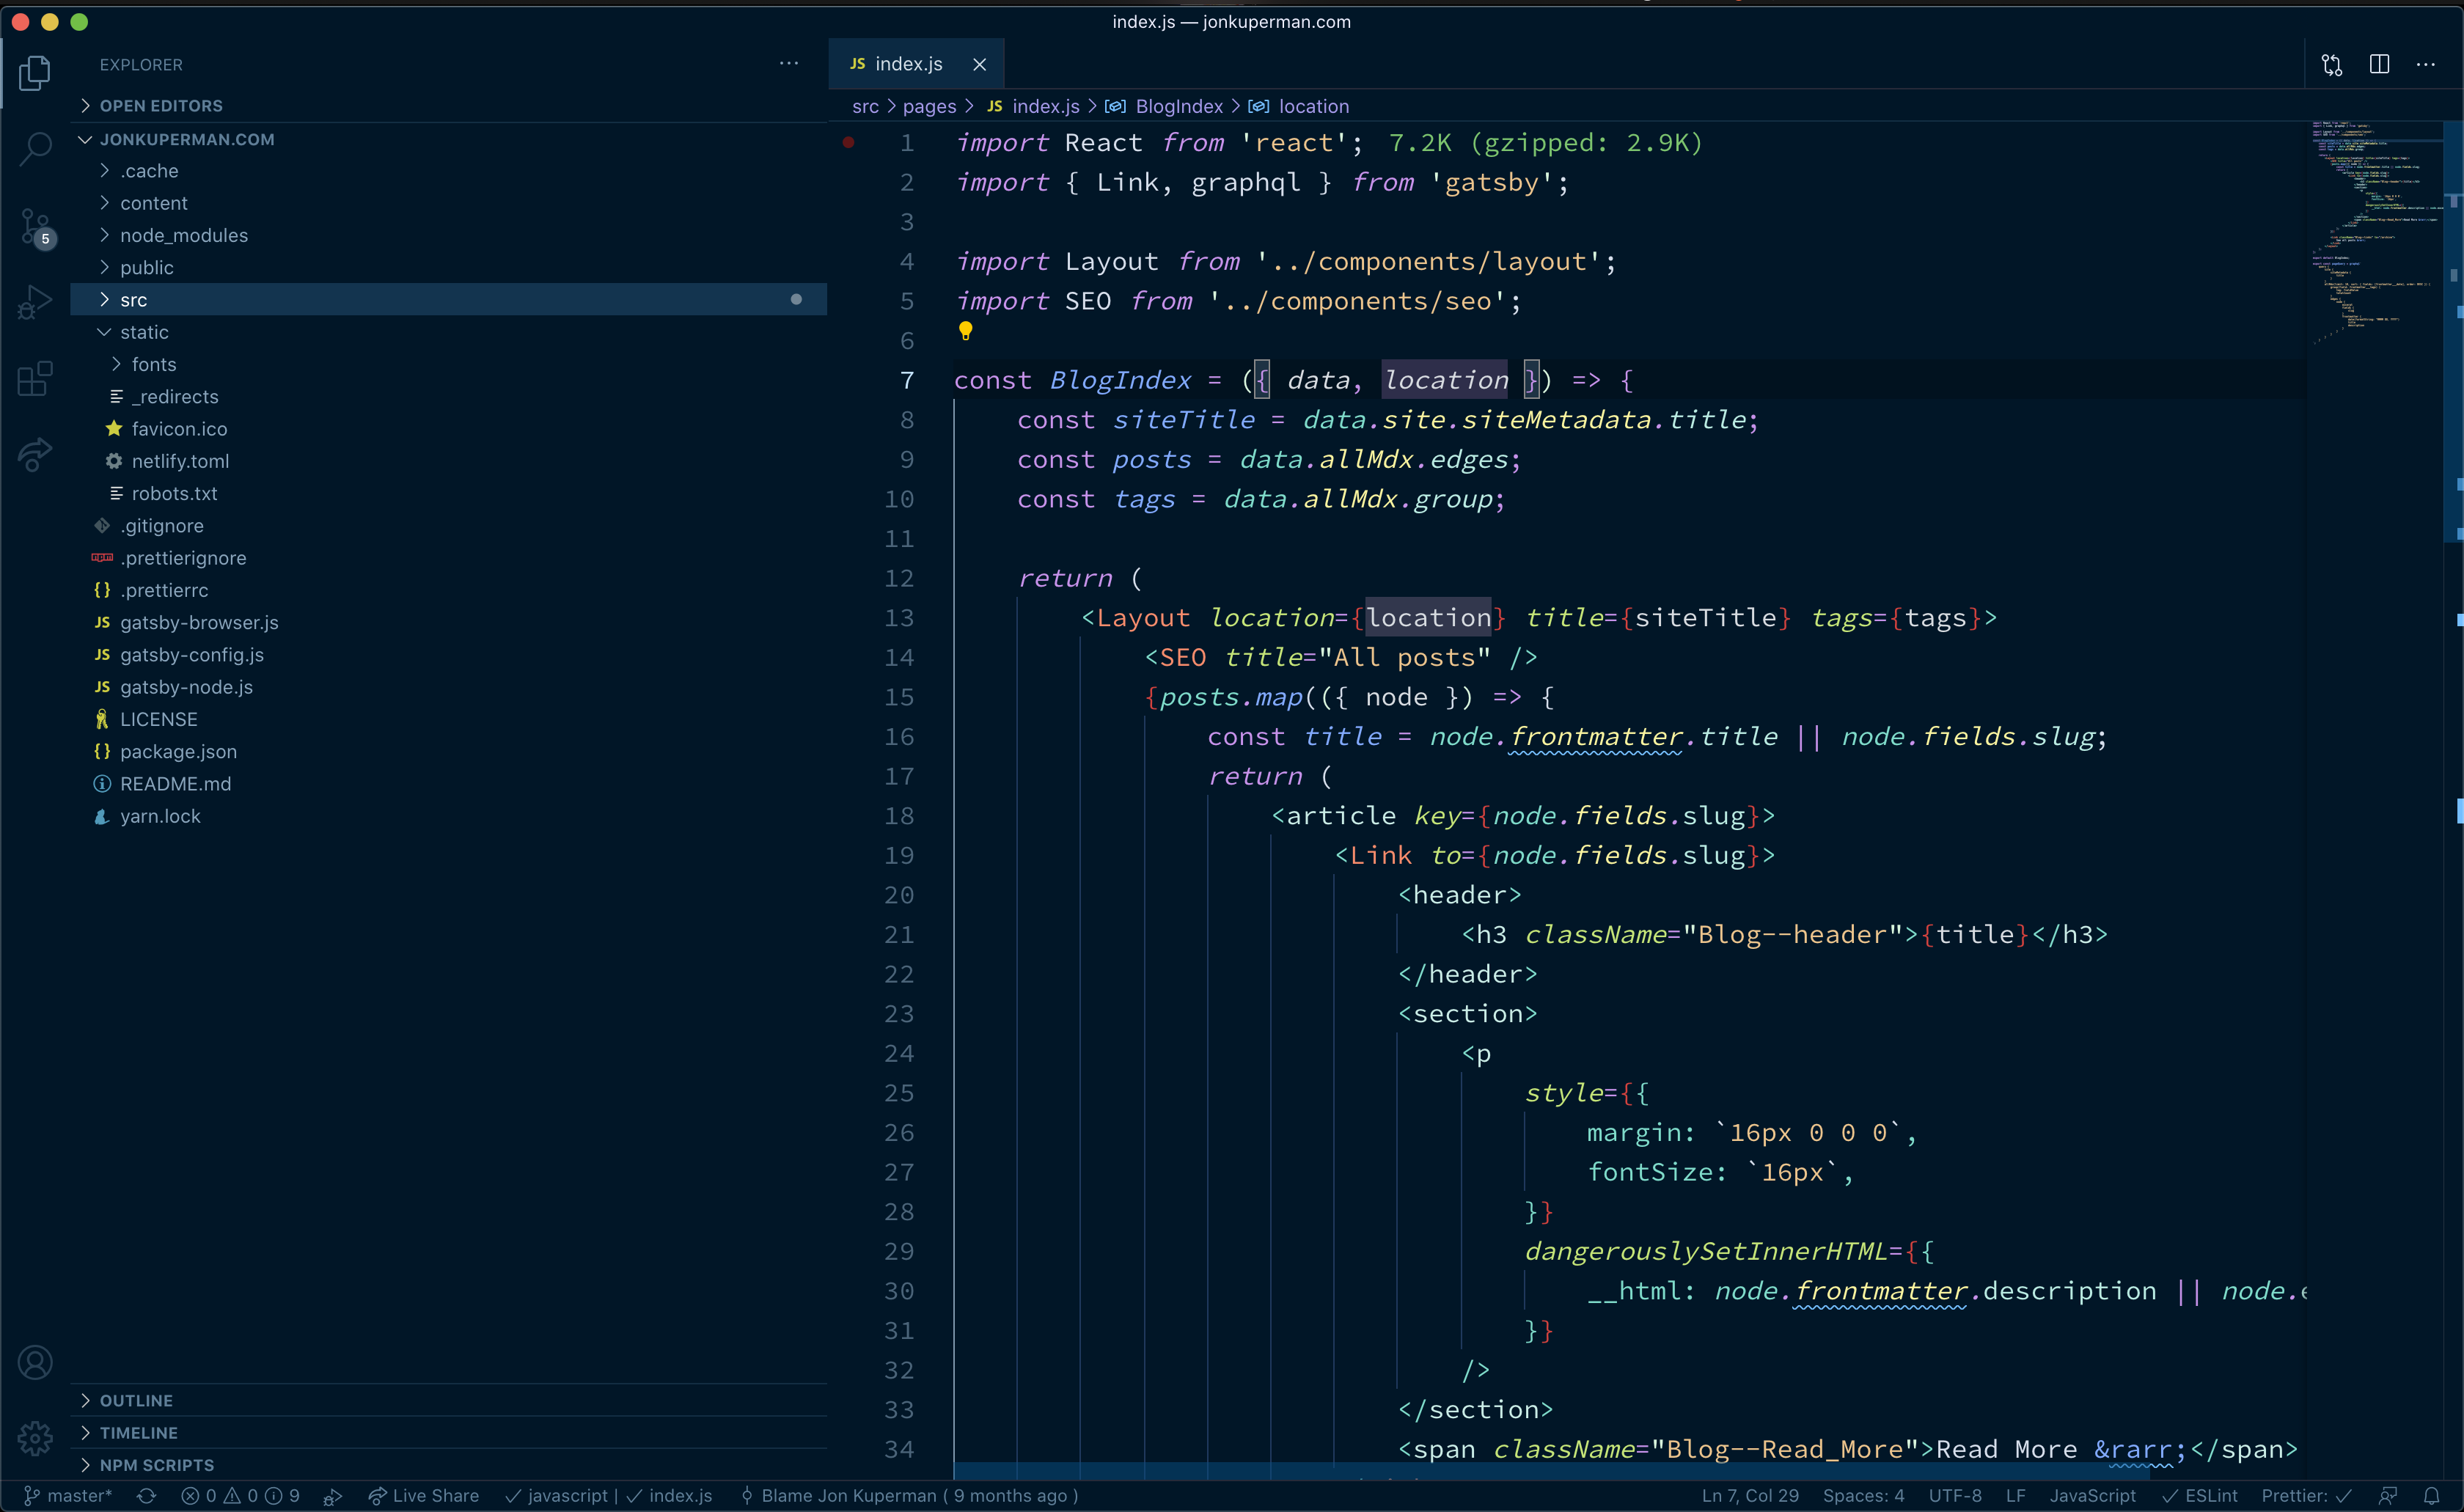 index.js — jonkuperman.com
EXPLORER
OPEN EDITORS
JONKUPERMAN.COM
.cache
content
node_modules
public
src
static
fonts
_redirects
favicon.ico
netlify.toml
robots.txt
.gitignore
.prettierignore
{} .prettierrc
JS gatsby-browser.js
JS gatsby-config.js
JS gatsby-node.js
LICENSE
{} package.json
README.md
yarn.lock
OUTLINE
TIMELINE
NPM SCRIPTS
5
JS index.js
src > pages > JS index.js > BlogIndex > location
1 import React from 'react'; 7.2K (gzipped: 2.9K)
2 import { Link, graphql } from 'gatsby';
3
4 import Layout from '../components/layout';
5 import SEO from '../components/seo';
6
7 const BlogIndex = ({ data, location }) => {
8 const siteTitle = data.site.siteMetadata.title;
9 const posts = data.allMdx.edges;
10 const tags = data.allMdx.group;
11
12 return (
13 <Layout location={location} title={siteTitle} tags={tags}>
14 <SEO title="All posts" />
15 {posts.map(({ node }) => {
16 const title = node.frontmatter.title || node.fields.slug;
17 return (
18 <article key={node.fields.slug}>
19 <Link to={node.fields.slug}>
20 <header>
21 <h3 className="Blog--header">{title}</h3>
22 </header>
23 <section>
24 <p
25 style={{
26 margin: `16px 0 0 0`,
27 fontSize: `16px`,
28 }}
29 dangerouslySetInnerHTML={{
30 __html: node.frontmatter.description || node.e
31 }}
32 />
33 </section>
34 <span className="Blog--Read_More">Read More &rarr;</span>
master* 0 0 9 Live Share javascript | index.js Blame Jon Kuperman ( 9 months ago ) Ln 7, Col 29 Spaces: 4 UTF-8 LF JavaScript ESLint Prettier: